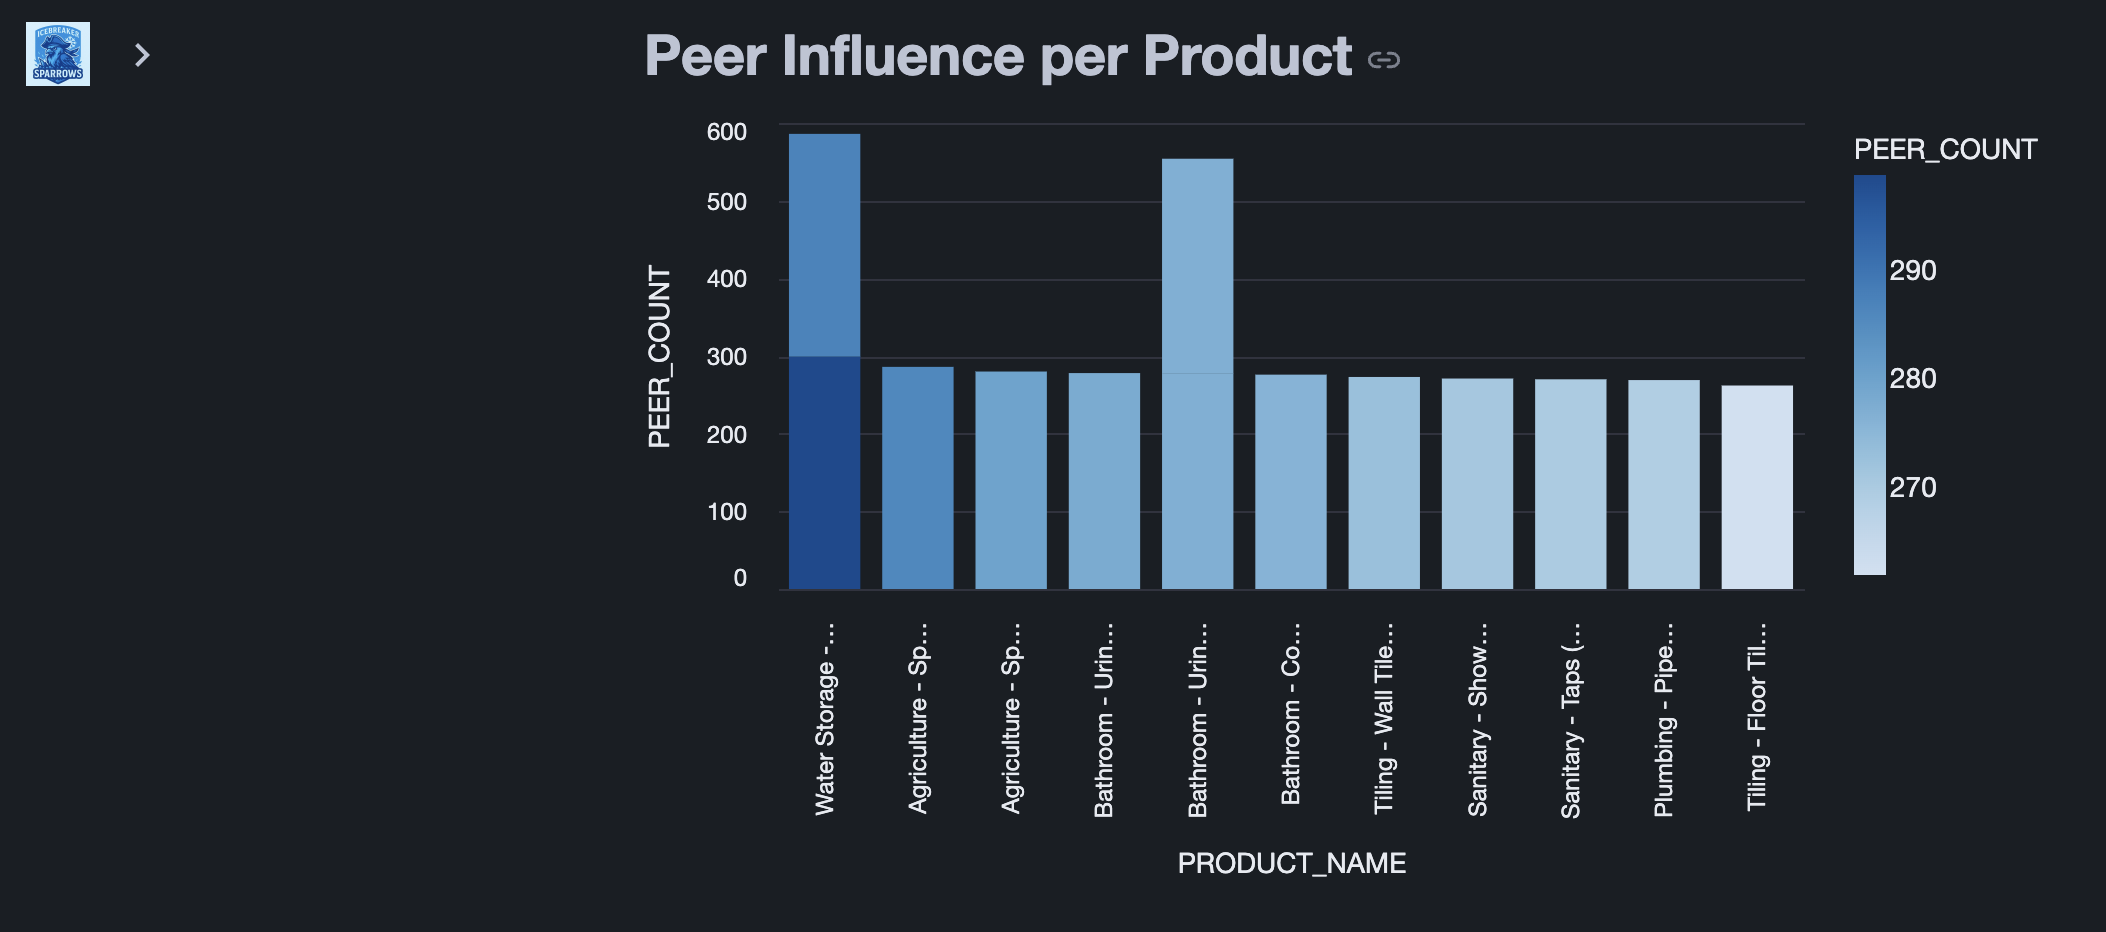 ICEBREAKER
SPARROWS
Peer Influence per Product
600
500
400
300
200
100
0
PEER_COUNT
PEER_COUNT
290
280
270
Water Storage -...
Agriculture - Sp...
Agriculture - Sp...
Bathroom - Urin...
Bathroom - Urin...
Bathroom - Co...
Tiling - Wall Tile...
Sanitary - Show...
Sanitary - Taps (...
Plumbing - Pipe...
Tiling - Floor Til...
PRODUCT_NAME